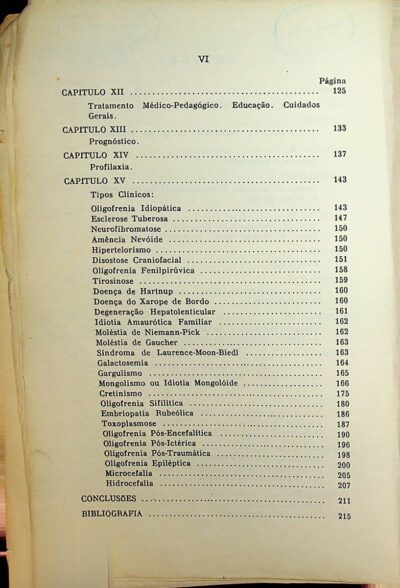 VI
Página
CAPITULO XII ........................................ 125
Tratamento Médico-Pedagógico. Educação. Cuidados
Gerais.
CAPITULO XIII ........................................ 133
Prognóstico.
CAPITULO XIV ........................................ 137
Profilaxia.
CAPITULO XV ........................................ 143
Tipos Clínicos:
Oligofrenia Idiopática ........................ 143
Esclerose Tuberosa ........................ 147
Neurofibromatose ........................ 150
Amência Nevóide ........................ 150
Hipertelorismo ........................ 150
Disostose Craniofacial ........................ 151
Oligofrenia Fenilpirúvica ........................ 158
Tirosinose ........................ 159
Doença de Hartnup ........................ 160
Doença do Xarope de Bordo ........................ 160
Degeneração Hepatolenticular ........................ 161
Idiotia Amaurótica Familiar ........................ 162
Moléstia de Niemann-Pick ........................ 162
Moléstia de Gaucher ........................ 163
Síndroma de Laurence-Moon-Biedl ........................ 163
Galactosemia ........................ 164
Gargulismo ........................ 165
Mongolismo ou Idiotia Mongolóide ........................ 166
Cretinismo ........................ 175
Oligofrenia Sifilítica ........................ 180
Embriopatia Rubeólica ........................ 186
Toxoplasmose ........................ 187
Oligofrenia Pós-Encefalítica ........................ 190
Oligofrenia Pós-Ictérica ........................ 196
Oligofrenia Pós-Traumática ........................ 198
Oligofrenia Epiléptica ........................ 200
Microcefalia ........................ 205
Hidrocefalia ........................ 207
CONCLUSÕES ........................................ 211
BIBLIOGRAFIA ........................................ 215